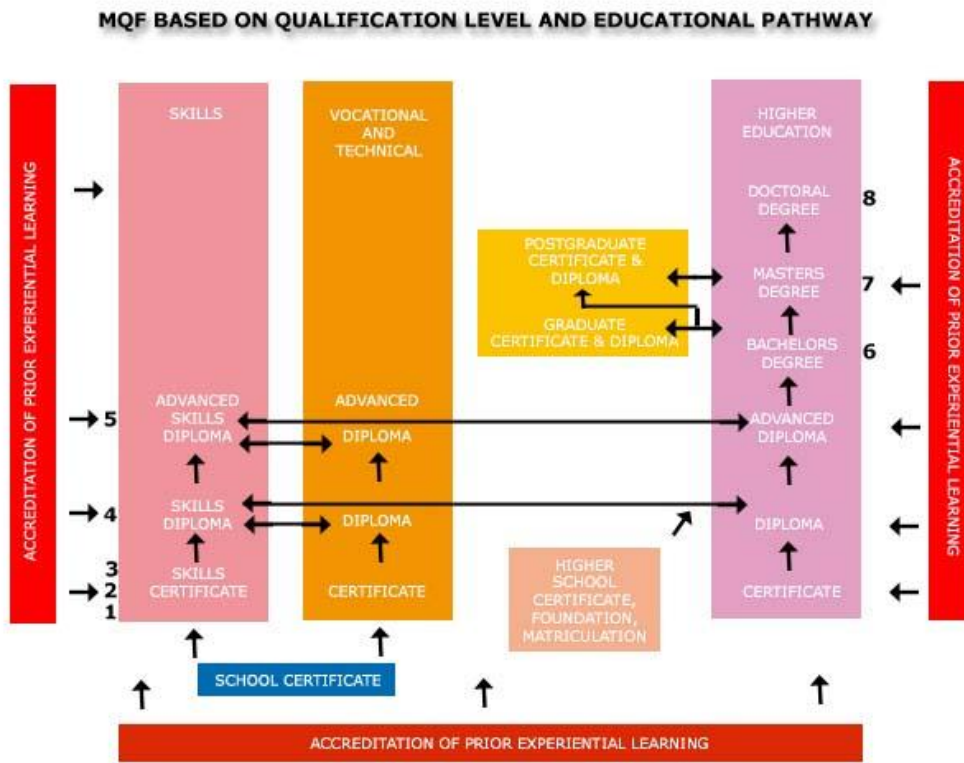 MQF BASED ON QUALIFICATION LEVEL AND EDUCATIONAL PATHWAY
ACCREDITATION OF PRIOR EXPERIENTIAL LEARNING
SKILLS
ADVANCED
SKILLS
DIPLOMA
SKILLS
DIPLOMA
SKILLS
CERTIFICATE
5
4
3
2
1
VOCATIONAL
AND
TECHNICAL
ADVANCED
DIPLOMA
DIPLOMA
CERTIFICATE
SCHOOL CERTIFICATE
POSTGRADUATE
CERTIFICATE &
DIPLOMA
GRADUATE
CERTIFICATE & DIPLOMA
HIGHER
SCHOOL
CERTIFICATE,
FOUNDATION,
MATRICULATION
HIGHER
EDUCATION
DOCTORAL
DEGREE
MASTERS
DEGREE
BACHELORS
DEGREE
ADVANCED
DIPLOMA
DIPLOMA
CERTIFICATE
8
7
6
ACCREDITATION OF PRIOR EXPERIENTIAL LEARNING
ACCREDITATION OF PRIOR EXPERIENTIAL LEARNING